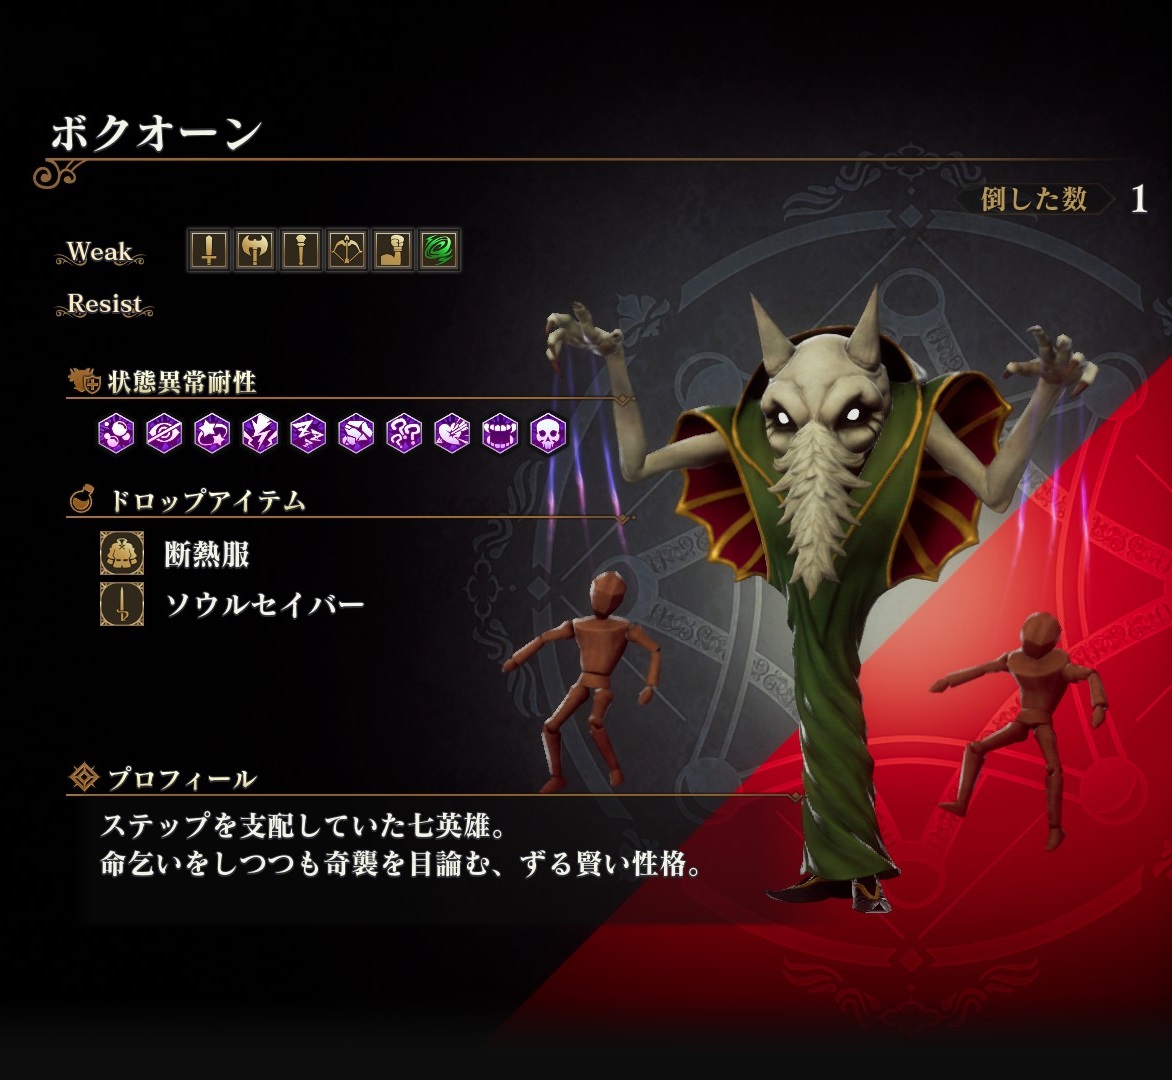 ボクオーン
倒した数 1
Weak
Resist
状態異常耐性
ドロップアイテム
断熱服
ソウルセイバー
プロフィール
ステップを支配していた七英雄。
命乞いをしつつも奇襲を目論む、ずる賢い性格。